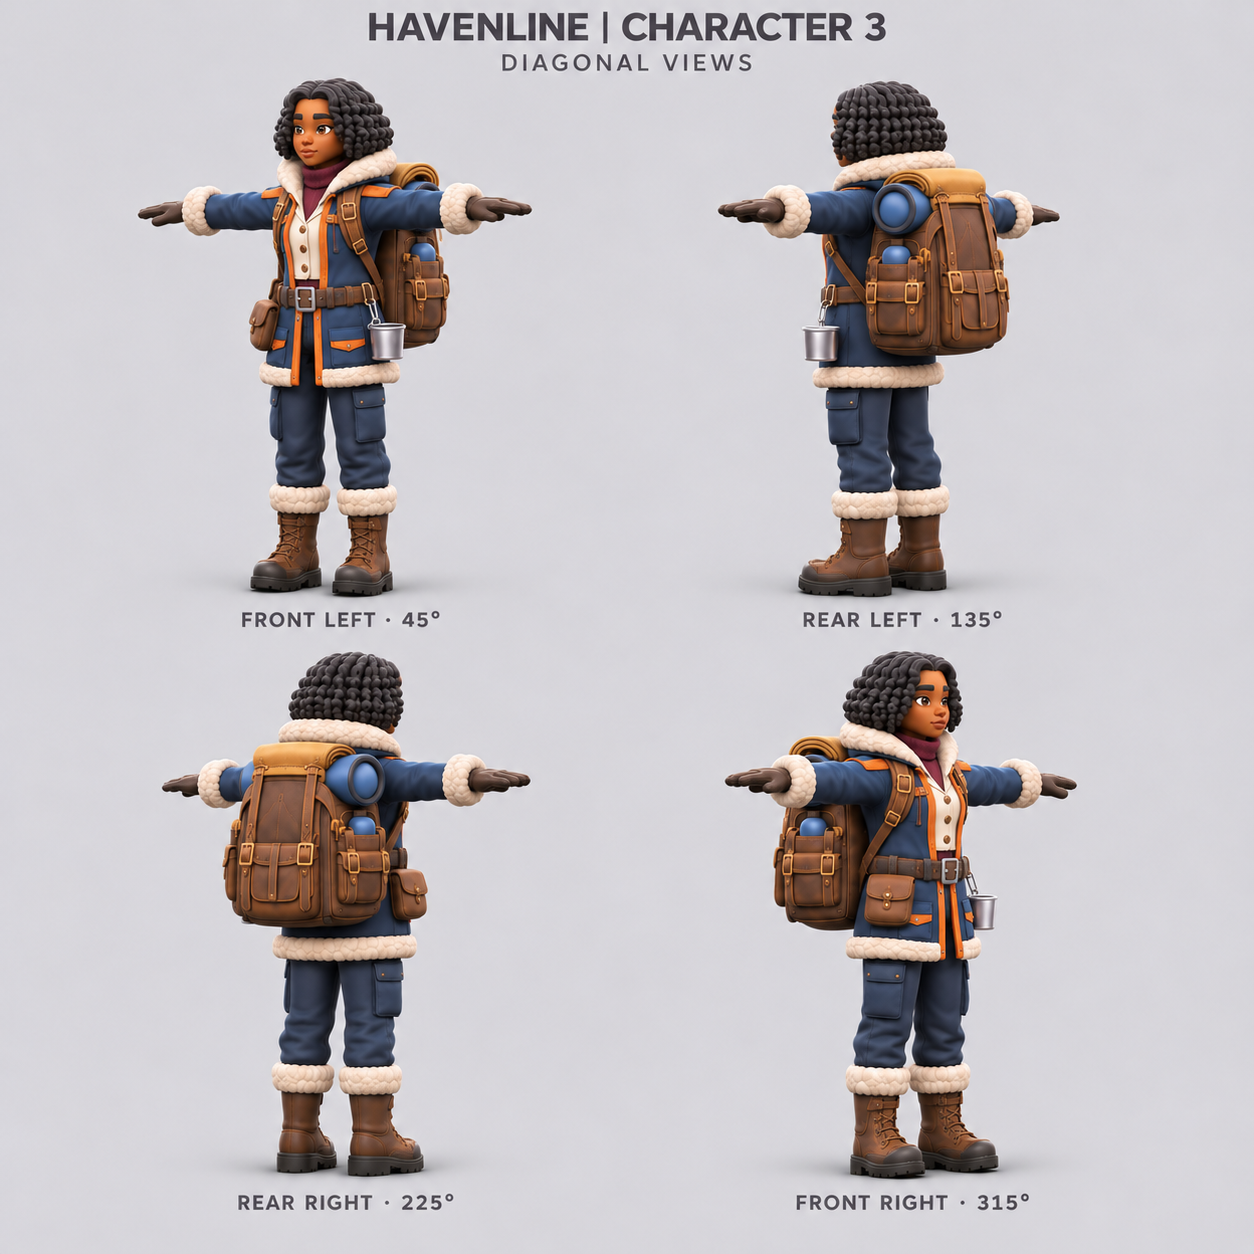 HAVENLINE | CHARACTER 3
DIAGONAL VIEWS
FRONT LEFT · 45°
REAR LEFT · 135°
REAR RIGHT · 225°
FRONT RIGHT · 315°